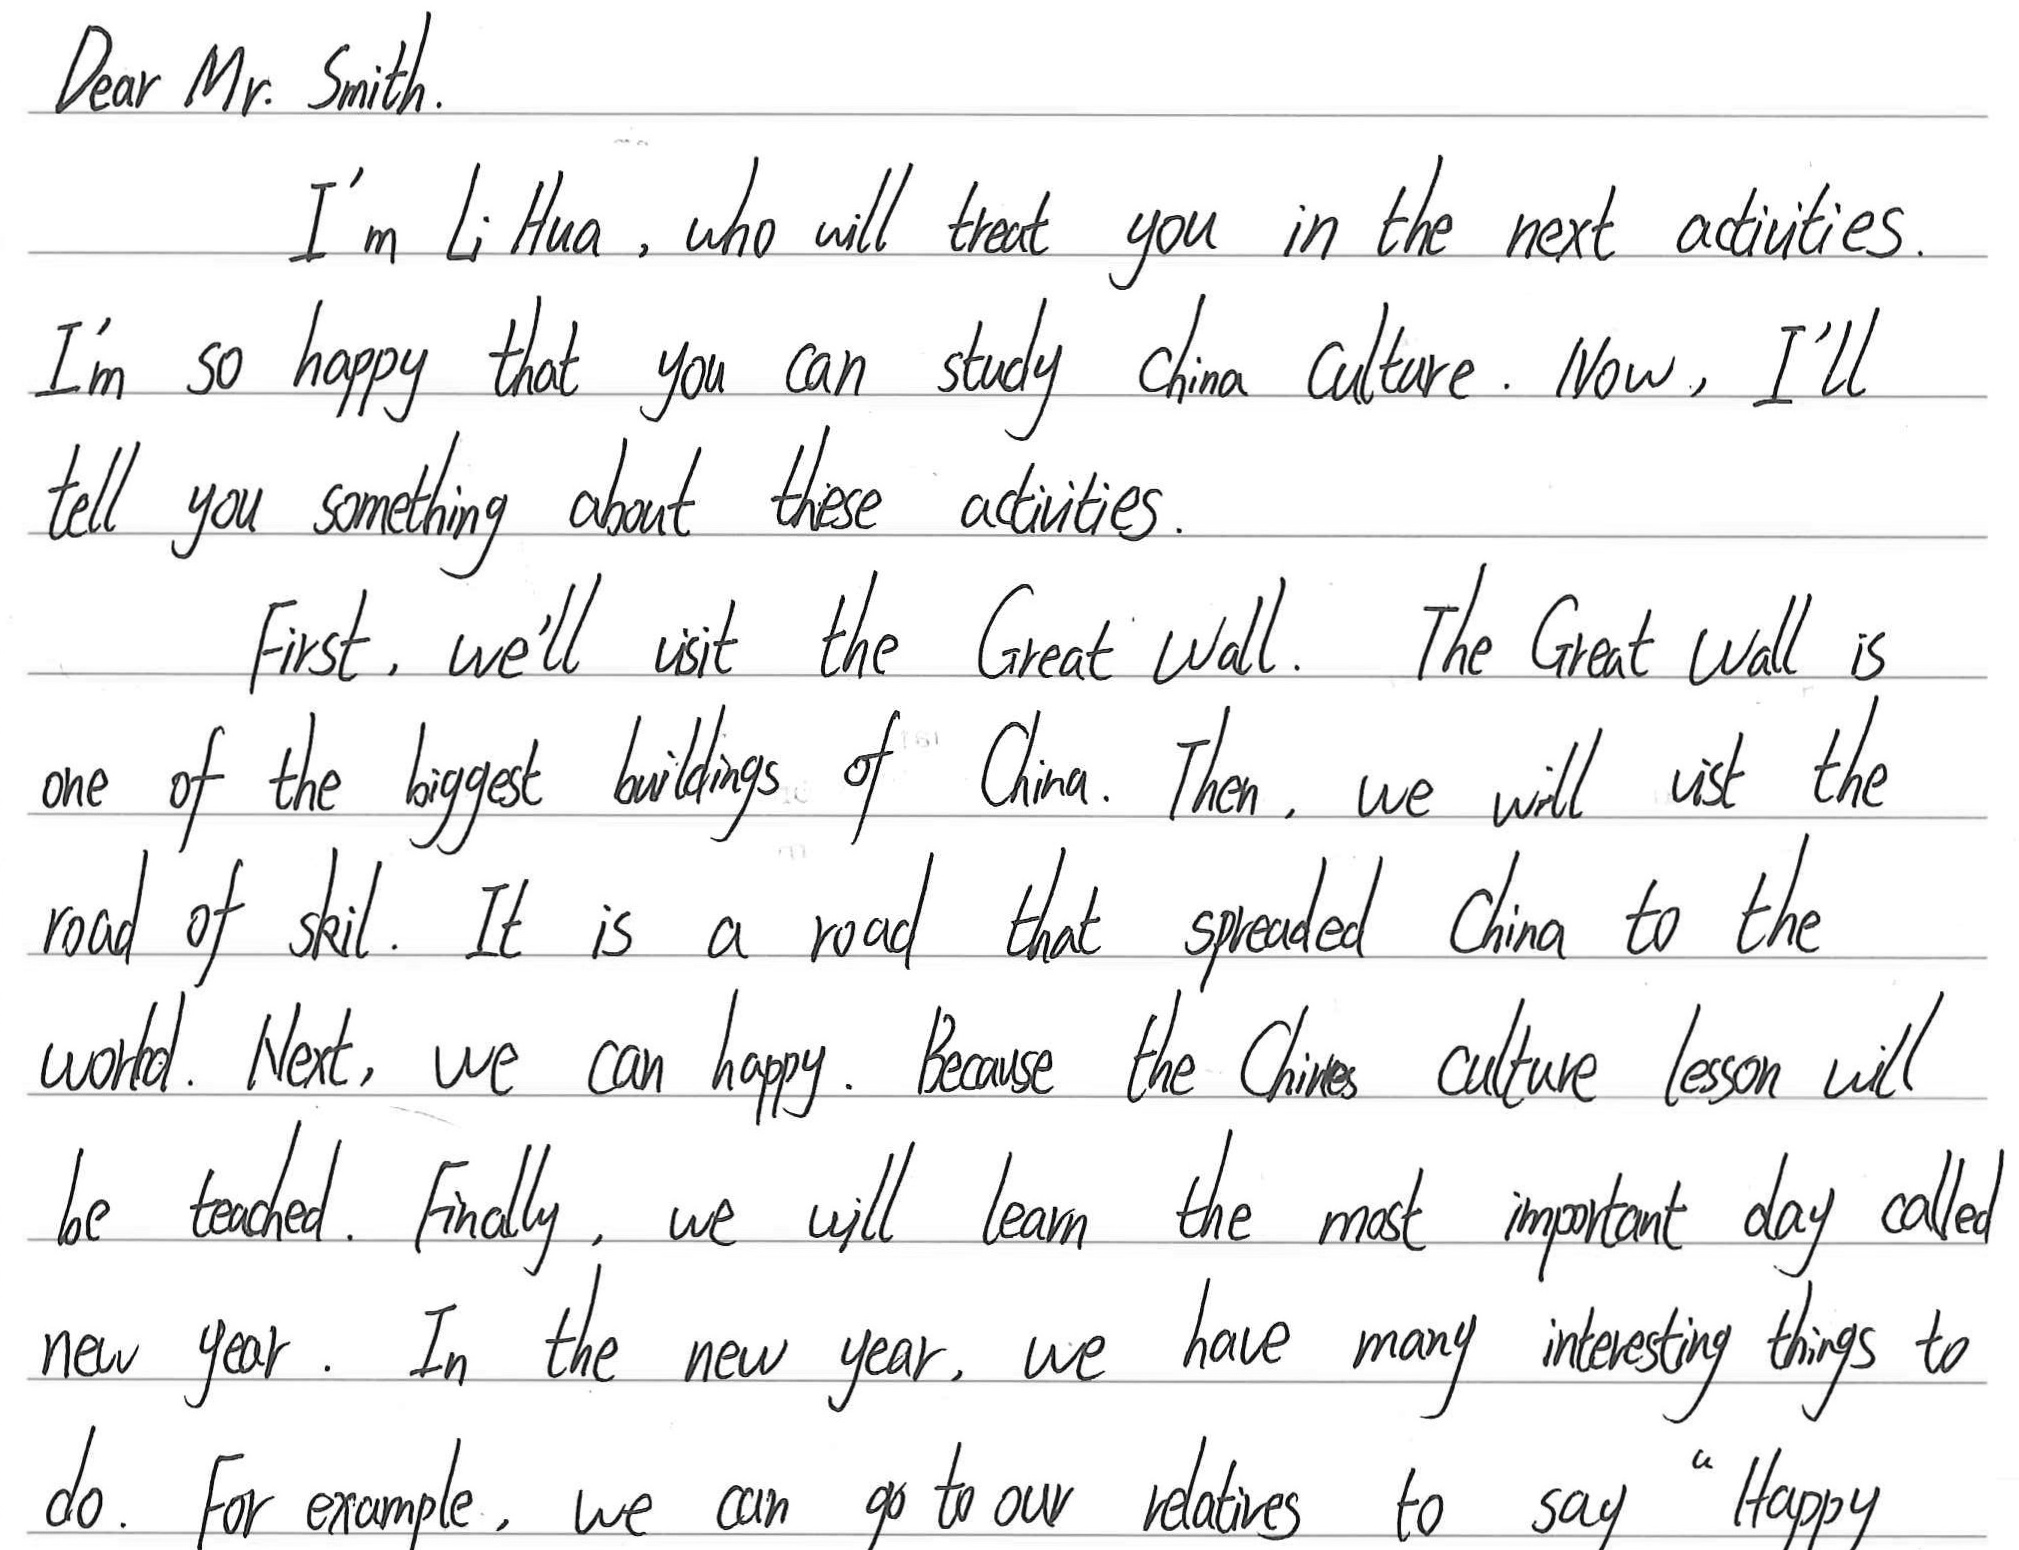 Dear Mr. Smith.
I'm Li Hua, who will treat you in the next activities.
I'm so happy that you can study China culture. Now, I'll
tell you something about these activities.
First, we'll visit the Great Wall. The Great Wall is
one of the biggest buildings of China. Then, we will vist the
road of skil. It is a road that spreaded China to the
world. Next, we can happy. Because the Chines culture lesson will
be teached. Finally, we will learn the most important day called
new year. In the new year, we have many interesting things to
do. For example, we can go to our relatives to say "Happy